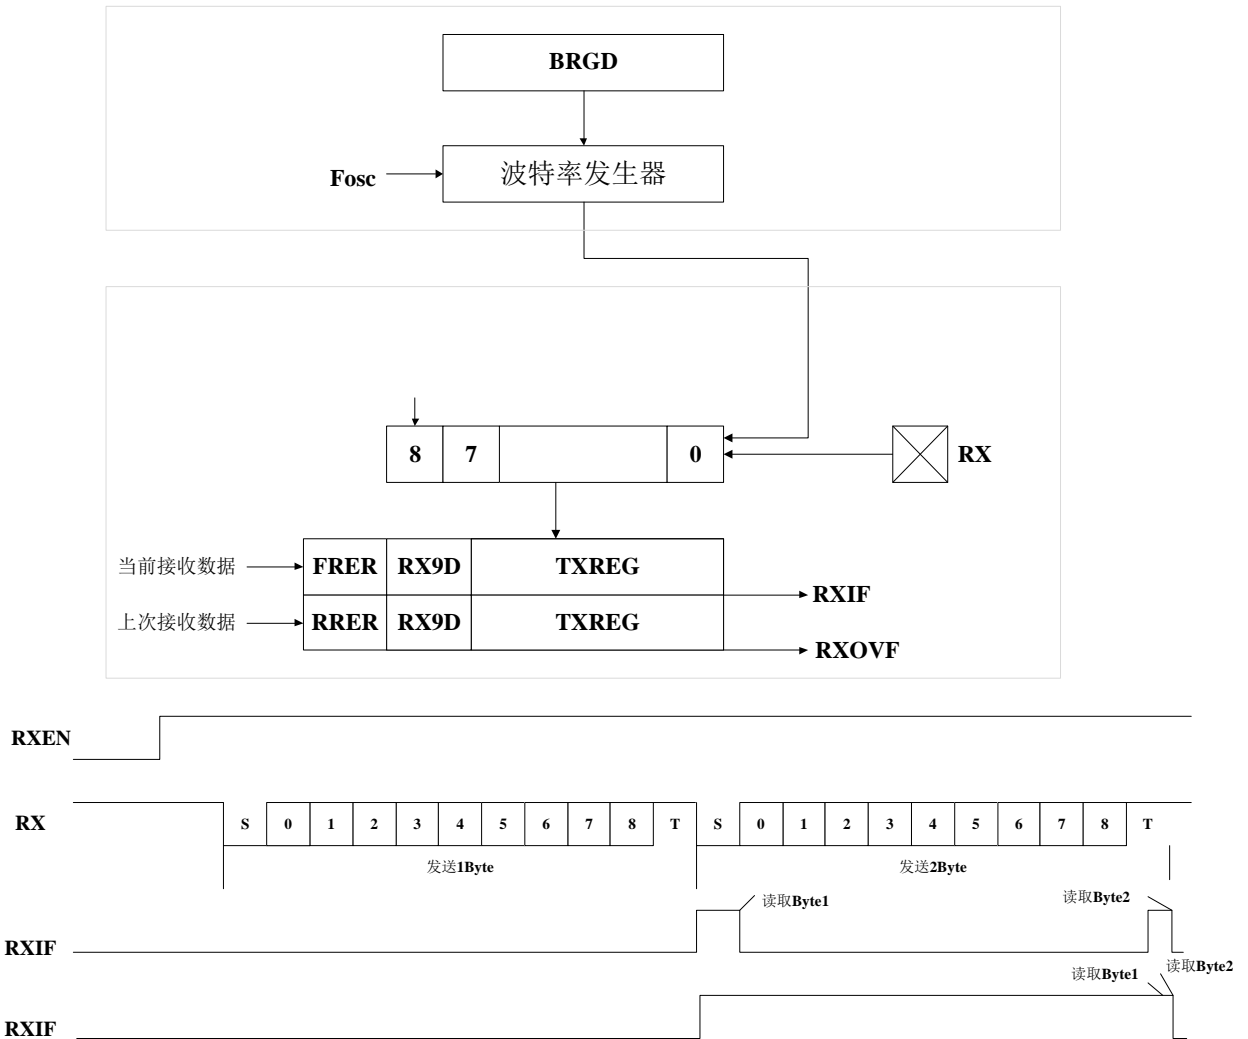 BRGD
Fosc
波特率发生器
8 7 0
RX
当前接收数据
FRER RX9D TXREG
RXIF
上次接收数据
RRER RX9D TXREG
RXOVF
RXEN
RX
S 0 1 2 3 4 5 6 7 8 T S 0 1 2 3 4 5 6 7 8 T
发送1Byte 发送2Byte
读取Byte1 读取Byte2
RXIF
读取Byte1 读取Byte2
RXIF